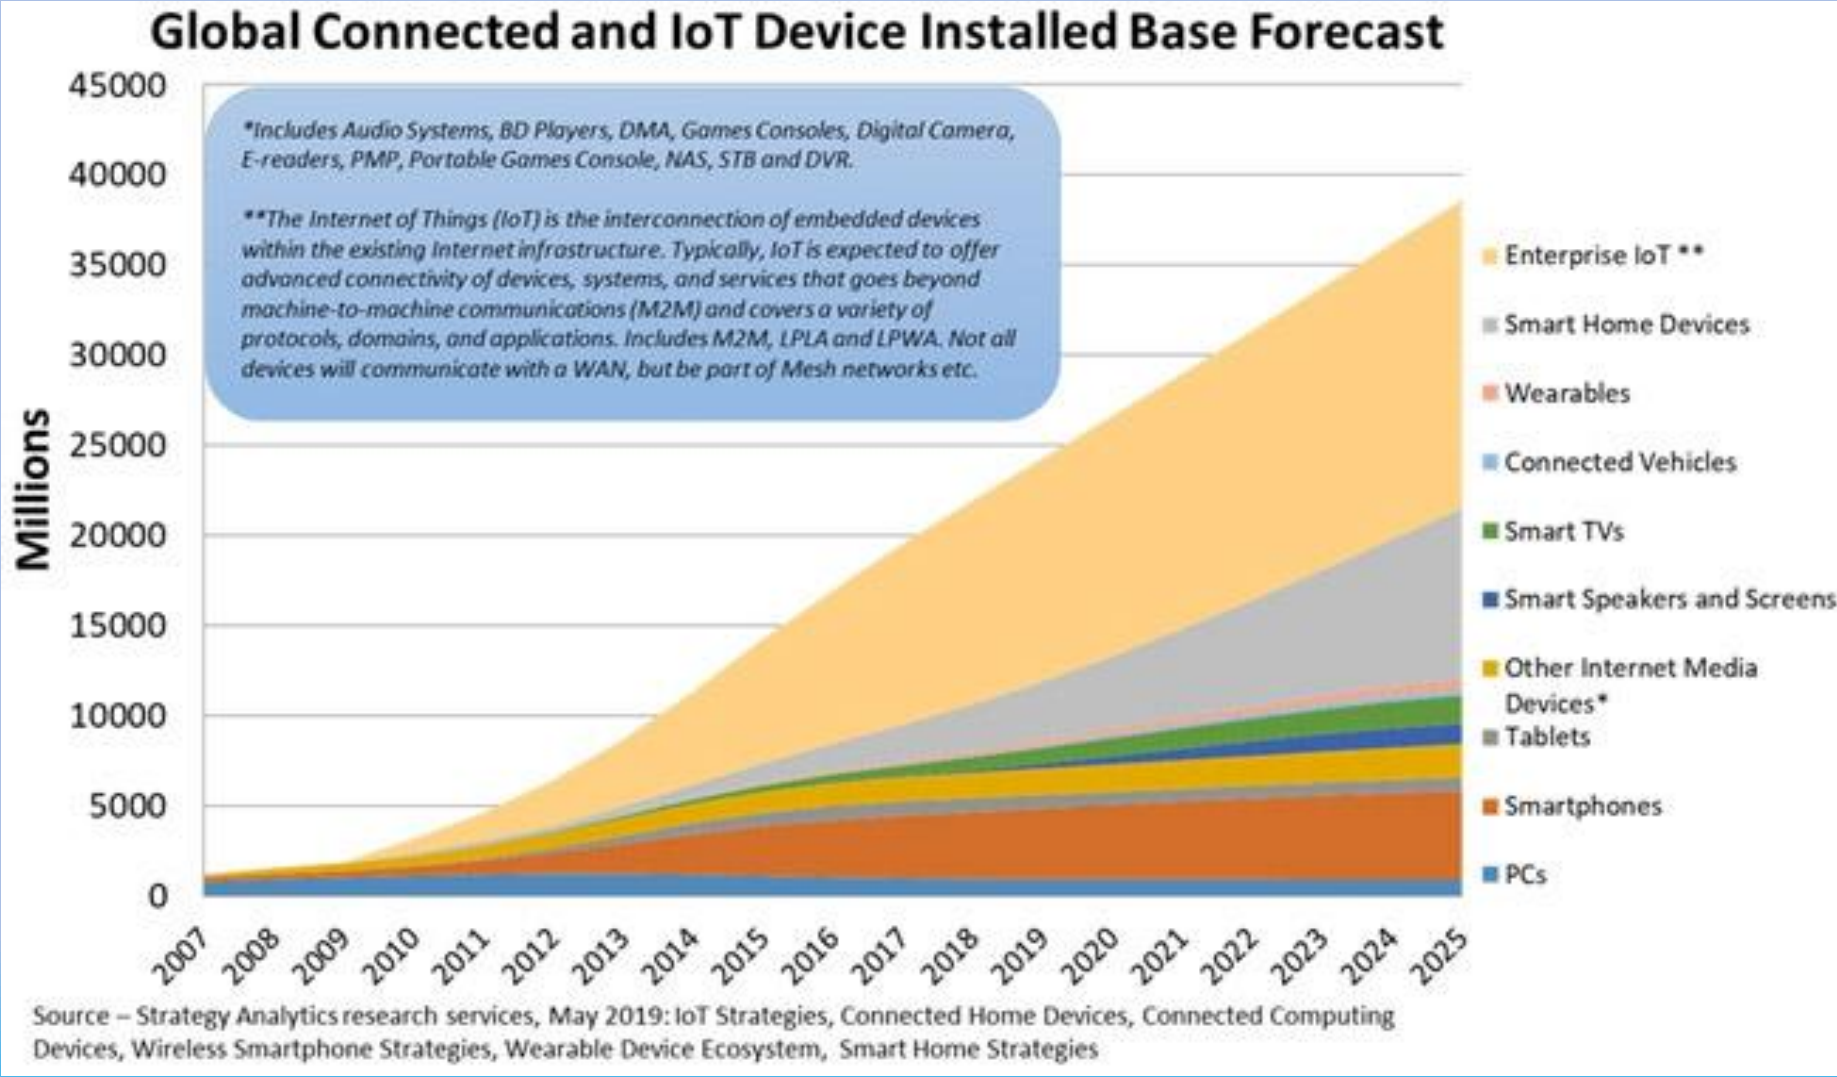 Global Connected and IoT Device Installed Base Forecast
45000
40000
35000
30000
25000
20000
15000
10000
5000
0
Millions
*Includes Audio Systems, BD Players, DMA, Games Consoles, Digital Camera,
E-readers, PMP, Portable Games Console, NAS, STB and DVR.
**The Internet of Things (IoT) is the interconnection of embedded devices
within the existing Internet infrastructure. Typically, IoT is expected to offer
advanced connectivity of devices, systems, and services that goes beyond
machine-to-machine communications (M2M) and covers a variety of
protocols, domains, and applications. Includes M2M, LPLA and LPWA. Not all
devices will communicate with a WAN, but be part of Mesh networks etc.
Enterprise IoT **
Smart Home Devices
Wearables
Connected Vehicles
Smart TVs
Smart Speakers and Screens
Other Internet Media
Devices*
Tablets
Smartphones
PCs
2007
2008
2009
2010
2011
2012
2013
2014
2015
2016
2017
2018
2019
2020
2021
2022
2023
2024
2025
Source – Strategy Analytics research services, May 2019: IoT Strategies, Connected Home Devices, Connected Computing
Devices, Wireless Smartphone Strategies, Wearable Device Ecosystem, Smart Home Strategies